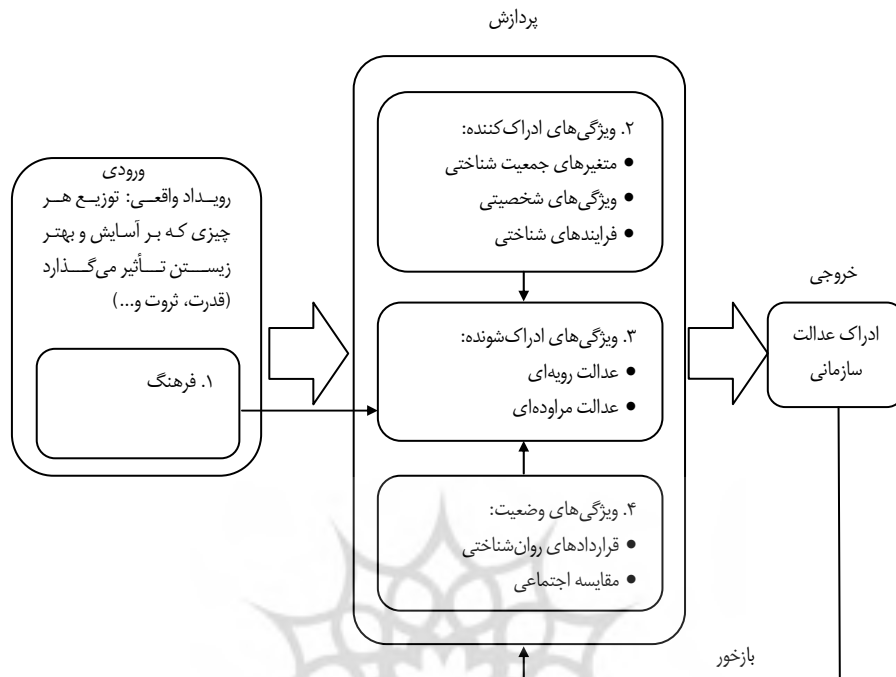 پردازش
ورودی
رویداد واقعی: توزیع هر
چیزی که بر آسایش و بهتر
زیستن تأثیر می‌گذارد
(قدرت، ثروت و...)
۱. فرهنگ
۲. ویژگی‌های ادراک‌کننده:
● متغیرهای جمعیت شناختی
● ویژگی‌های شخصیتی
● فرایندهای شناختی
۳. ویژگی‌های ادراک‌شونده:
● عدالت رویه‌ای
● عدالت مراوده‌ای
۴. ویژگی‌های وضعیت:
● قراردادهای روان‌شناختی
● مقایسه اجتماعی
خروجی
ادراک عدالت
سازمانی
بازخور